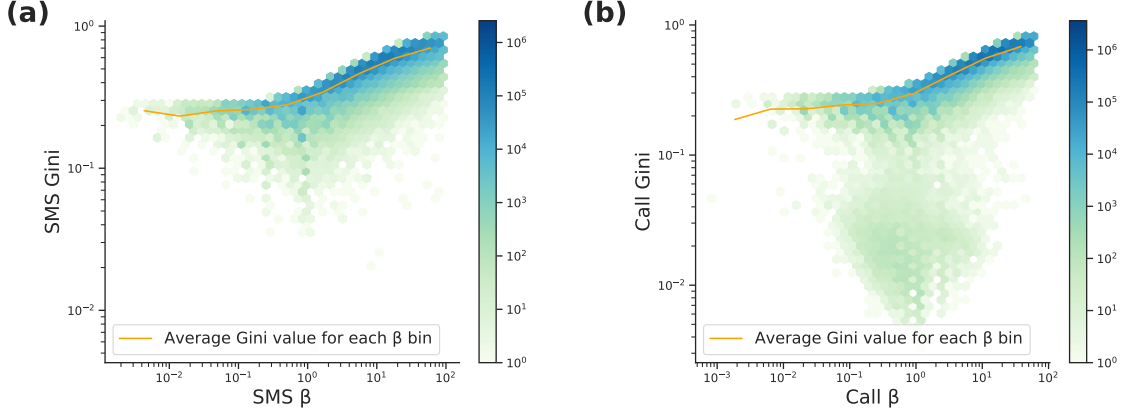 (a)
SMS Gini
10⁰
10⁻¹
10⁻²
10⁻² 10⁻¹ 10⁰ 10¹ 10²
SMS β
Average Gini value for each β bin
10⁶
10⁵
10⁴
10³
10²
10¹
10⁰
(b)
Call Gini
10⁰
10⁻¹
10⁻²
10⁻³ 10⁻² 10⁻¹ 10⁰ 10¹ 10²
Call β
Average Gini value for each β bin
10⁶
10⁵
10⁴
10³
10²
10¹
10⁰